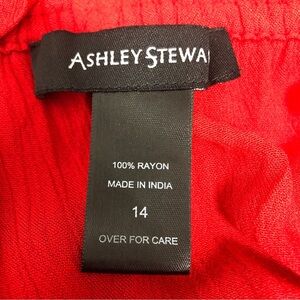 ASHLEY STEWA
100% RAYON
MADE IN INDIA
14
OVER FOR CARE